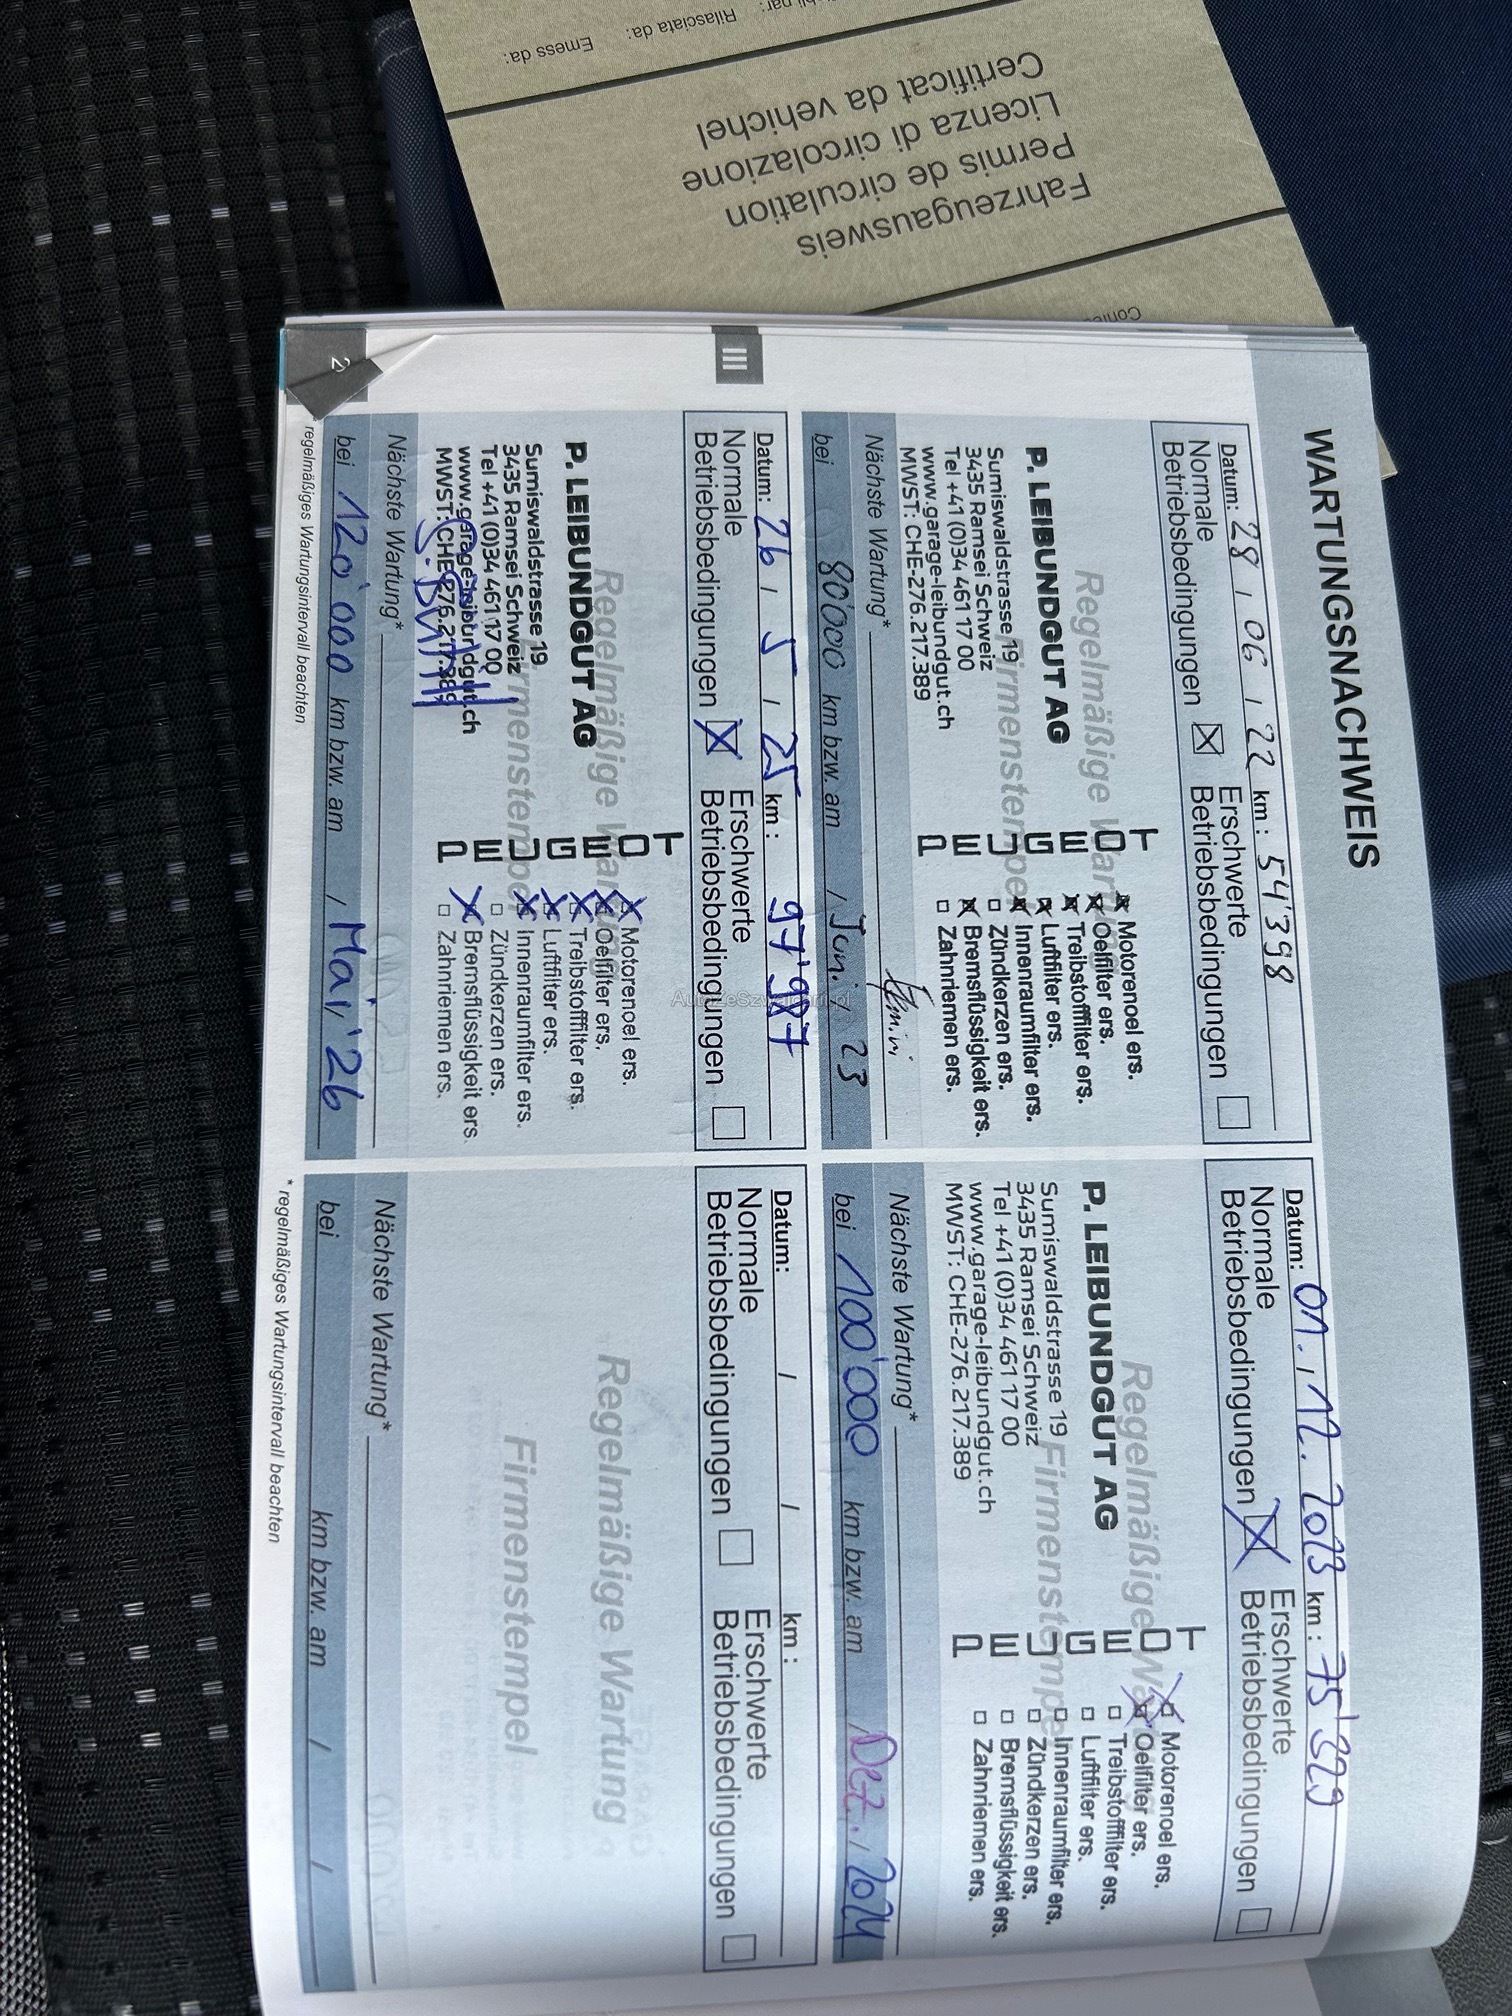 Emess da:
Rilasciata da:
Certificat da vehichel
Licenza di circolazione
Permis de circulation
Fahrzeugausweis
WARTUNGSNACHWEIS
Datum: 28 / 06 / 22 km : 54'398
Normale
Betriebsbedingungen
Erschwerte
Betriebsbedingungen
Regelmäßige Wartung
Firmenstempel
P. LEIBUNDGUT AG
Sumiswaldstrasse 19
3435 Ramsei Schweiz
Tel +41 (0)34 461 17 00
www.garage-leibundgut.ch
MWST: CHE-276.217.389
Motorenoel ers.
Oelfilter ers.
Treibstofffilter ers.
Luftfilter ers.
Innenraumfilter ers.
Zündkerzen ers.
Bremsflüssigkeit ers.
Zahnriemen ers.
Nächste Wartung*
bei 80'000 km bzw. am / Juni / 23
Datum: 01. / 12. 2023 km : 75'329
Normale
Betriebsbedingungen
Erschwerte
Betriebsbedingungen
Regelmäßige Wartung
Firmenstempel
P. LEIBUNDGUT AG
Sumiswaldstrasse 19
3435 Ramsei Schweiz
Tel +41 (0)34 461 17 00
www.garage-leibundgut.ch
MWST: CHE-276.217.389
Motorenoel ers.
Oelfilter ers.
Treibstofffilter ers.
Luftfilter ers.
Innenraumfilter ers.
Zündkerzen ers.
Bremsflüssigkeit ers.
Zahnriemen ers.
Nächste Wartung*
bei 100'000 km bzw. am / Dez. / 2024
III
Datum: 26 / 5 / 25 km : 97'987
Normale
Betriebsbedingungen
Erschwerte
Betriebsbedingungen
Regelmäßige Wartung
Firmenstempel
P. LEIBUNDGUT AG
Sumiswaldstrasse 19
3435 Ramsei Schweiz
Tel +41 (0)34 461 17 00
www.garage-leibundgut.ch
MWST: CHE-276.217.389
Motorenoel ers.
Oelfilter ers.
Treibstofffilter ers.
Luftfilter ers.
Innenraumfilter ers.
Zündkerzen ers.
Bremsflüssigkeit ers.
Zahnriemen ers.
Nächste Wartung*
bei 120'000 km bzw. am / Mai / '26
* regelmäßiges Wartungsintervall beachten
Datum: / / km :
Normale
Betriebsbedingungen
Erschwerte
Betriebsbedingungen
Regelmäßige Wartung
Firmenstempel
Nächste Wartung*
bei km bzw. am / /
* regelmäßiges Wartungsintervall beachten